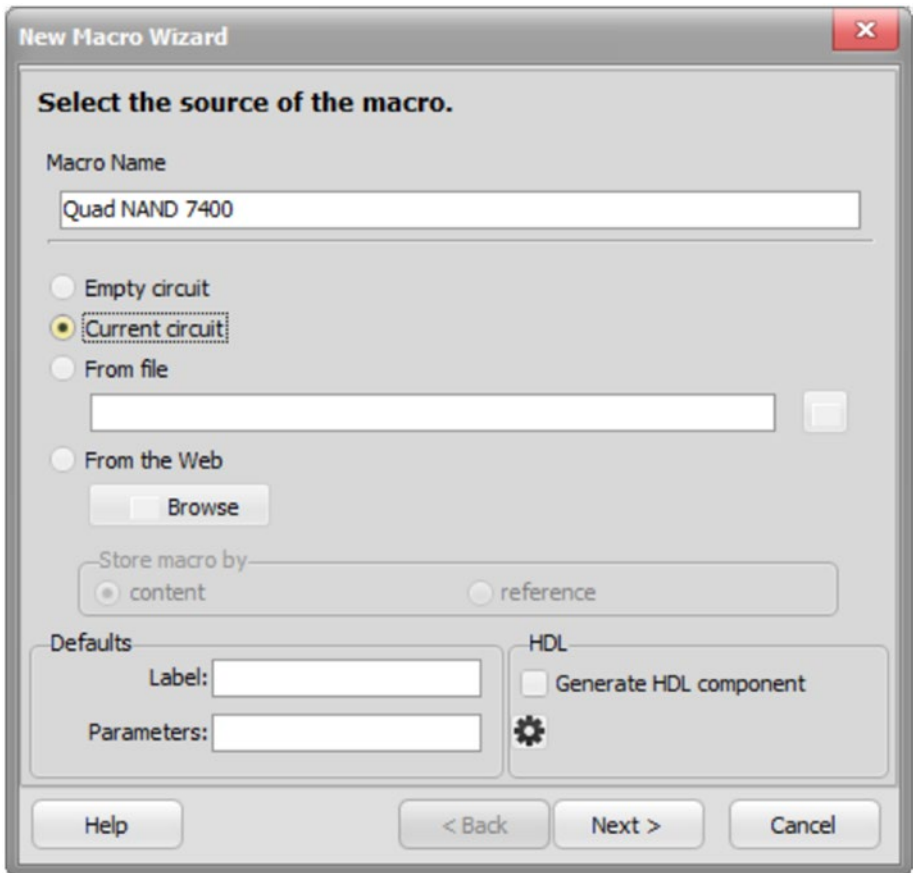 New Macro Wizard
Select the source of the macro.
Macro Name
Quad NAND 7400
Empty circuit
Current circuit
From file
From the Web
Browse
Store macro by
content reference
Defaults
Label:
Parameters:
HDL
Generate HDL component
Help < Back Next > Cancel